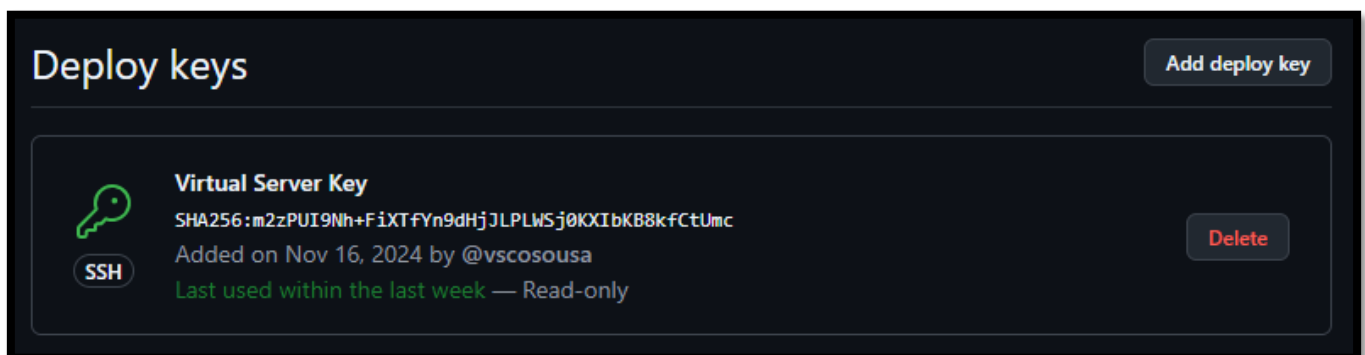 Deploy keys
Add deploy key
Virtual Server Key
SHA256:m2zPUI9Nh+FiXTfYn9dHjJLPLWSj0KXIbKB8kfCtUmc
Added on Nov 16, 2024 by @vscosousa
SSH
Last used within the last week — Read-only
Delete